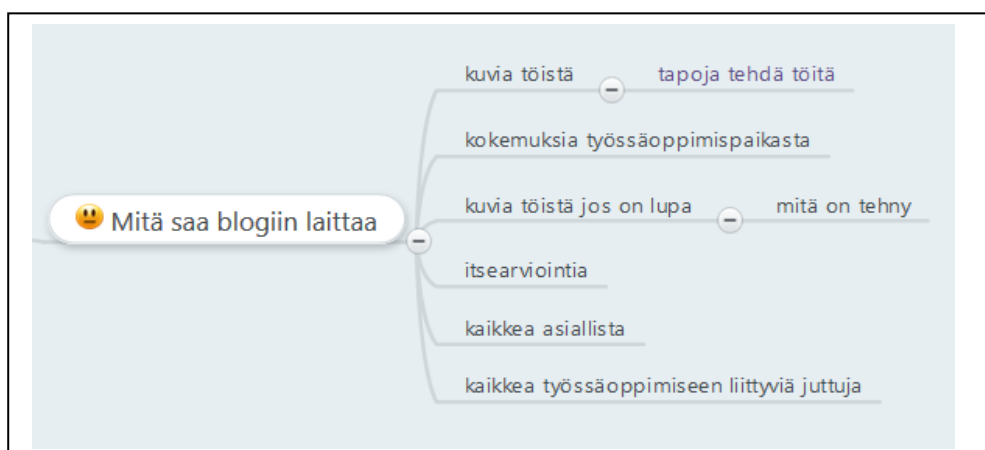 kuvia töistä
tapoja tehdä töitä
kokemuksia työssäoppimispaikasta
Mitä saa blogiin laittaa
kuvia töistä jos on lupa
mitä on tehny
itsearviointia
kaikkea asiallista
kaikkea työssäoppimiseen liittyviä juttuja